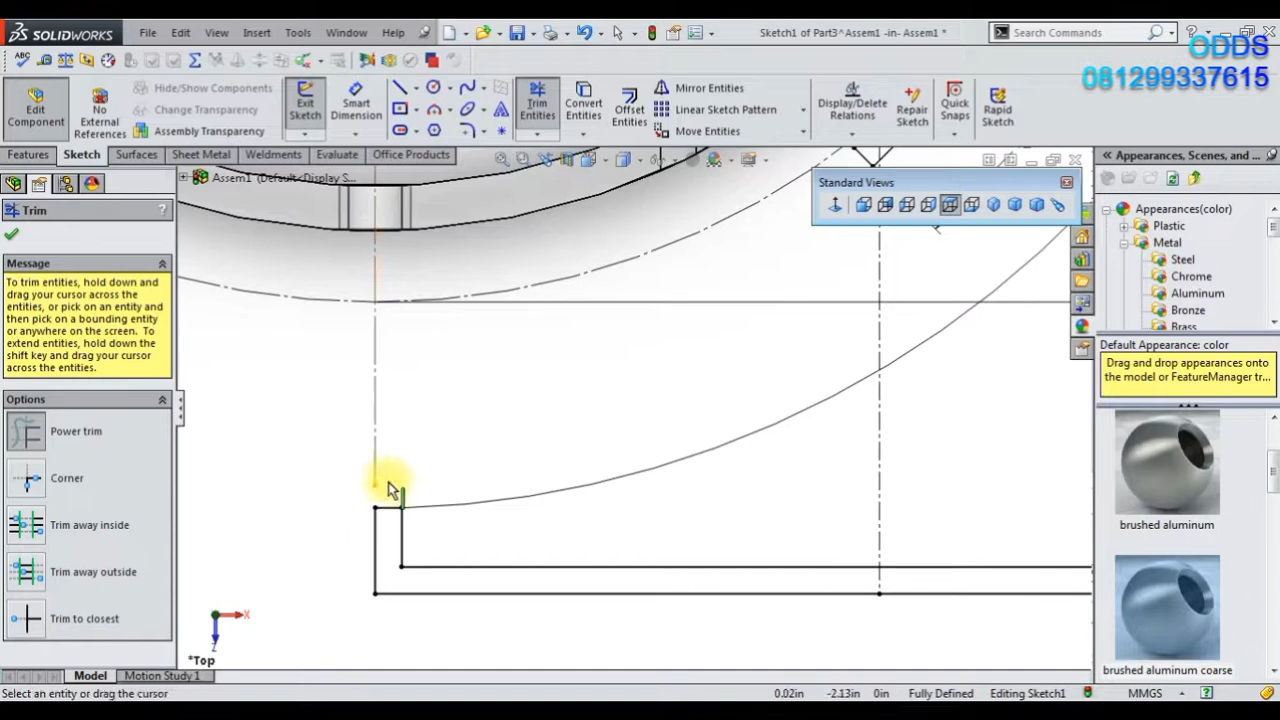 SOLIDWORKS File Edit View Insert Tools Window Help Sketch1 of Part3^Assem1 -in- Assem1 * Search Commands
ODDS
081299337615
Edit Component
No External References
Hide/Show Components
Change Transparency
Assembly Transparency
Exit Sketch
Smart Dimension
Trim Entities
Convert Entities
Offset Entities
Mirror Entities
Linear Sketch Pattern
Move Entities
Display/Delete Relations
Repair Sketch
Quick Snaps
Rapid Sketch
Features Sketch Surfaces Sheet Metal Weldments Evaluate Office Products
Assem1 (Default<Display S...
Standard Views
Trim ?
Message
To trim entities, hold down and
drag your cursor across the
entities, or pick on an entity and
then pick on a bounding entity
or anywhere on the screen. To
extend entities, hold down the
shift key and drag your cursor
across the entities.
Options
Power trim
Corner
Trim away inside
Trim away outside
Trim to closest
X
Z
*Top
Appearances, Scenes, and...
Appearances(color)
Plastic
Metal
Steel
Chrome
Aluminum
Bronze
Brass
Default Appearance: color
Drag and drop appearances onto
the model or FeatureManager tr...
brushed aluminum
brushed aluminum coarse
Model Motion Study 1
Select an entity or drag the cursor 0.02in -2.13in 0in Fully Defined Editing Sketch1 MMGS ?